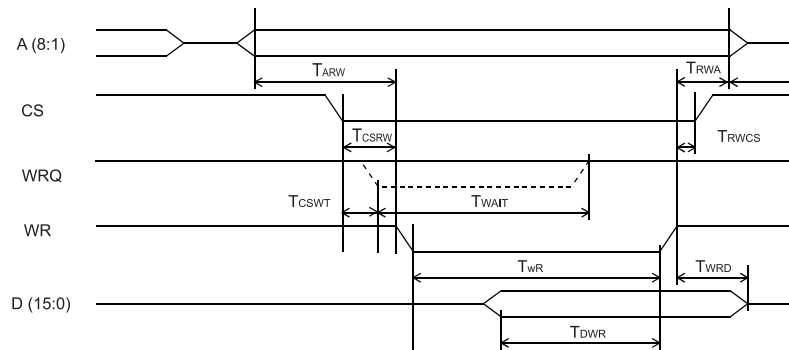 A (8:1)
TARW
TRWA
CS
TCSRW
TRWCS
WRQ
TCSWT
TWAIT
WR
TwR
TWRD
D (15:0)
TDWR